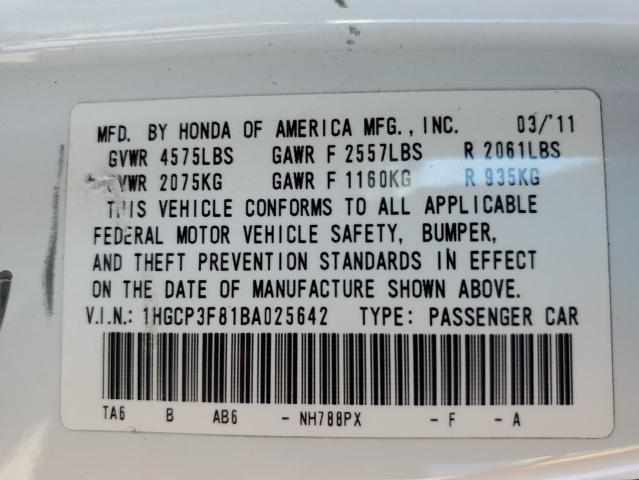 MFD. BY HONDA OF AMERICA MFG., INC. 03/'11
GVWR 4575LBS GAWR F 2557LBS R 2061LBS
VWR 2075KG GAWR F 1160KG R 935KG
THIS VEHICLE CONFORMS TO ALL APPLICABLE
FEDERAL MOTOR VEHICLE SAFETY, BUMPER,
AND THEFT PREVENTION STANDARDS IN EFFECT
ON THE DATE OF MANUFACTURE SHOWN ABOVE.
V.I.N.: 1HGCP3F81BA025642 TYPE: PASSENGER CAR
TA6 B AB6 - NH788PX - F - A